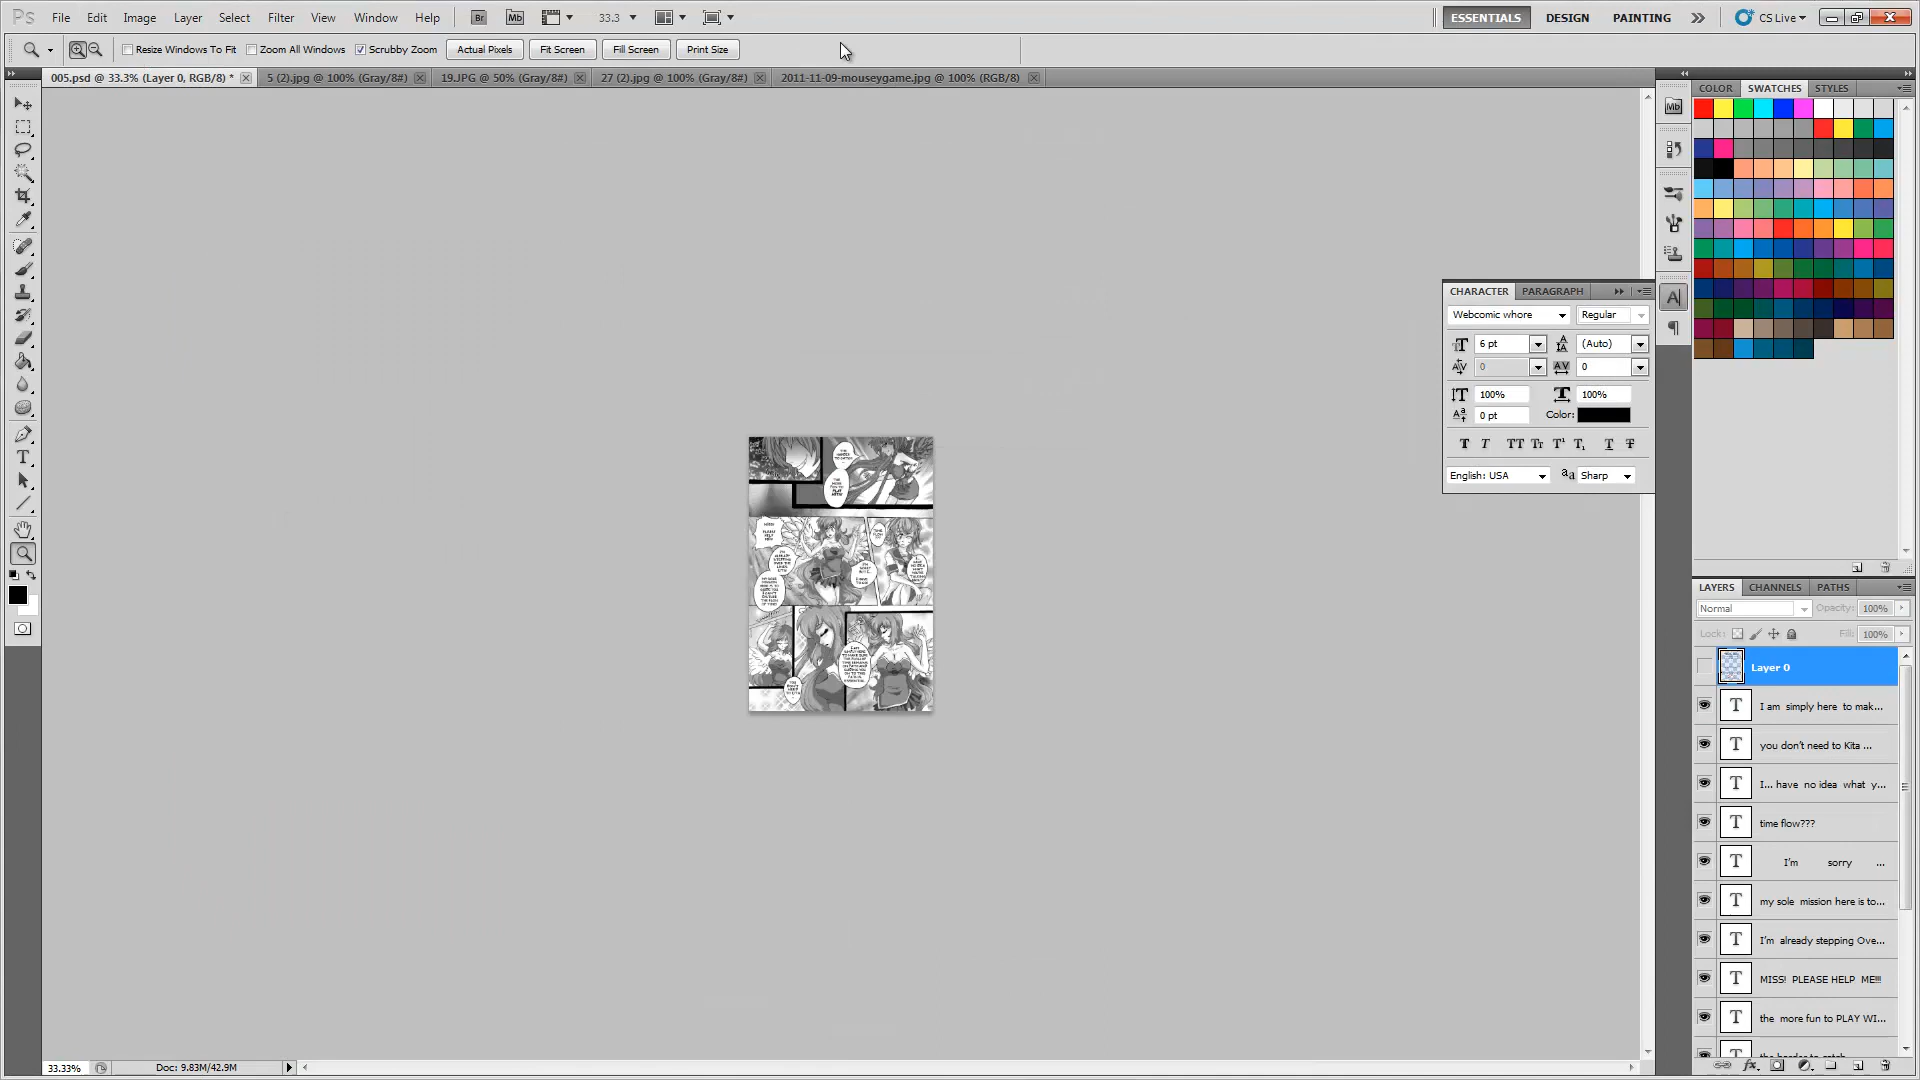 Ps File Edit Image Layer Select Filter View Window Help Br Mb 33.3 ESSENTIALS DESIGN PAINTING CS Live
Resize Windows To Fit Zoom All Windows Scrubby Zoom Actual Pixels Fit Screen Fill Screen Print Size
005.psd @ 33.3% (Layer 0, RGB/8) * 5 (2).jpg @ 100% (Gray/8#) 19.JPG @ 50% (Gray/8#) 27 (2).jpg @ 100% (Gray/8#) 2011-11-09-mouseygame.jpg @ 100% (RGB/8)
COLOR SWATCHES STYLES
Mb
CHARACTER PARAGRAPH
Webcomic whore Regular
6 pt (Auto)
0 0
100% 100%
0 pt Color:
English: USA Sharp
LAYERS CHANNELS PATHS
Normal Opacity: 100%
Lock: Fill: 100%
Layer 0
I am simply here to mak...
you don't need to Kita ...
I... have no idea what y...
time flow???
I'm sorry ...
my sole mission here is to...
I'm already stepping Ove...
MISS! PLEASE HELP ME!!!
the more fun to PLAY WI...
the harder to catch
33.33% Doc: 9.83M/42.9M